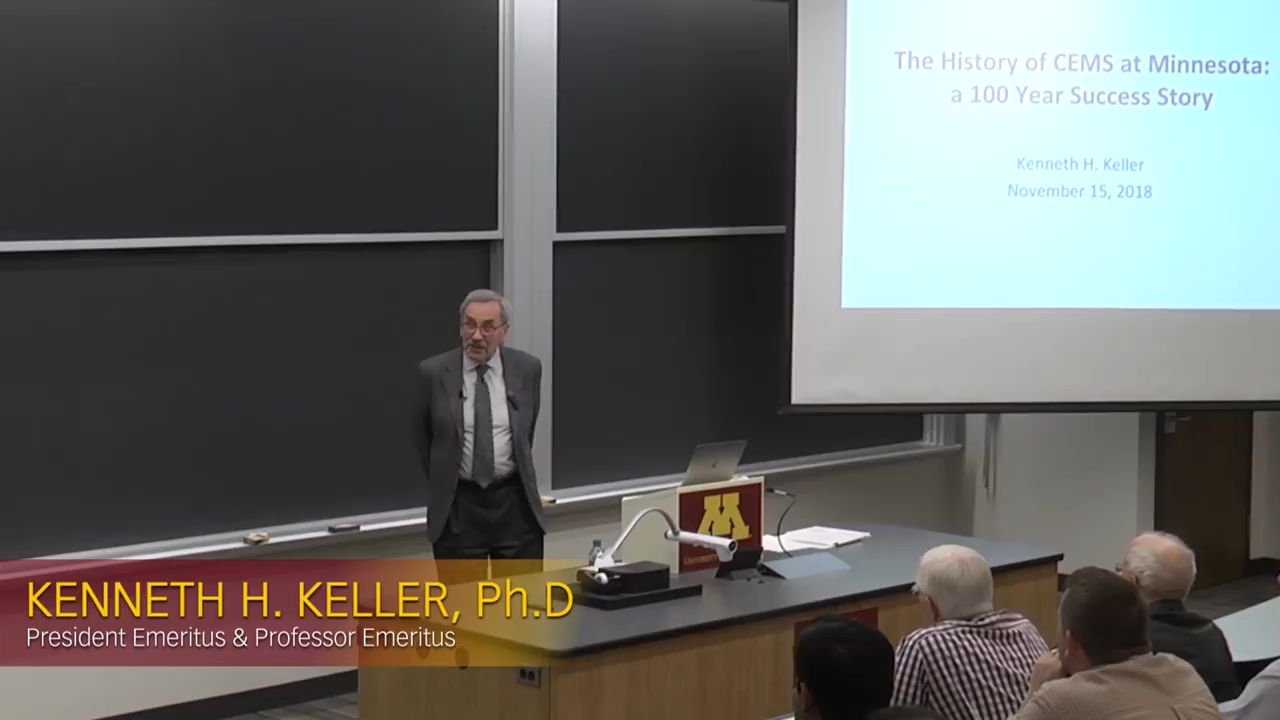 The History of CEMS at Minnesota:
a 100 Year Success Story
Kenneth H. Keller
November 15, 2018
M
KENNETH H. KELLER, Ph.D
President Emeritus & Professor Emeritus